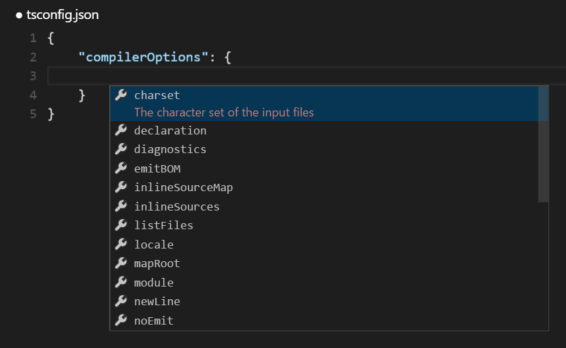 ● tsconfig.json
1 {
2 "compilerOptions": {
3
4 }
5 }
charset
The character set of the input files
declaration
diagnostics
emitBOM
inlineSourceMap
inlineSources
listFiles
locale
mapRoot
module
newLine
noEmit